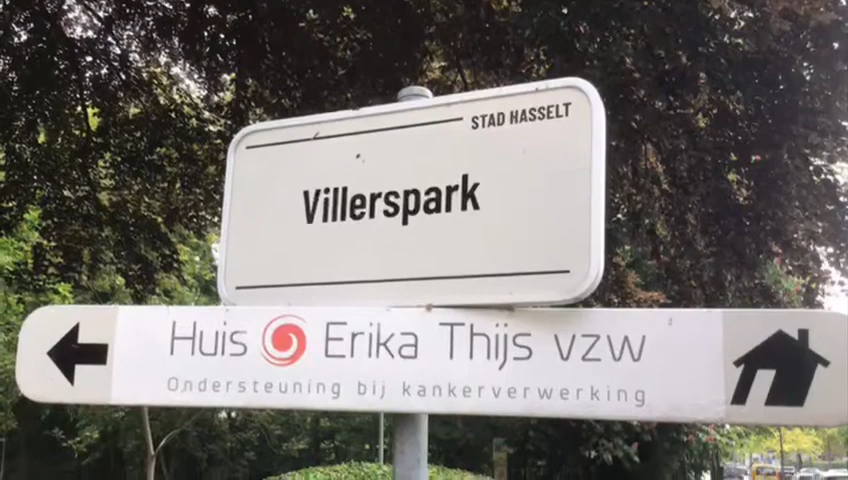 STAD HASSELT
Villerspark
Huis Erika Thijs vzw
Ondersteuning bij kankerverwerking